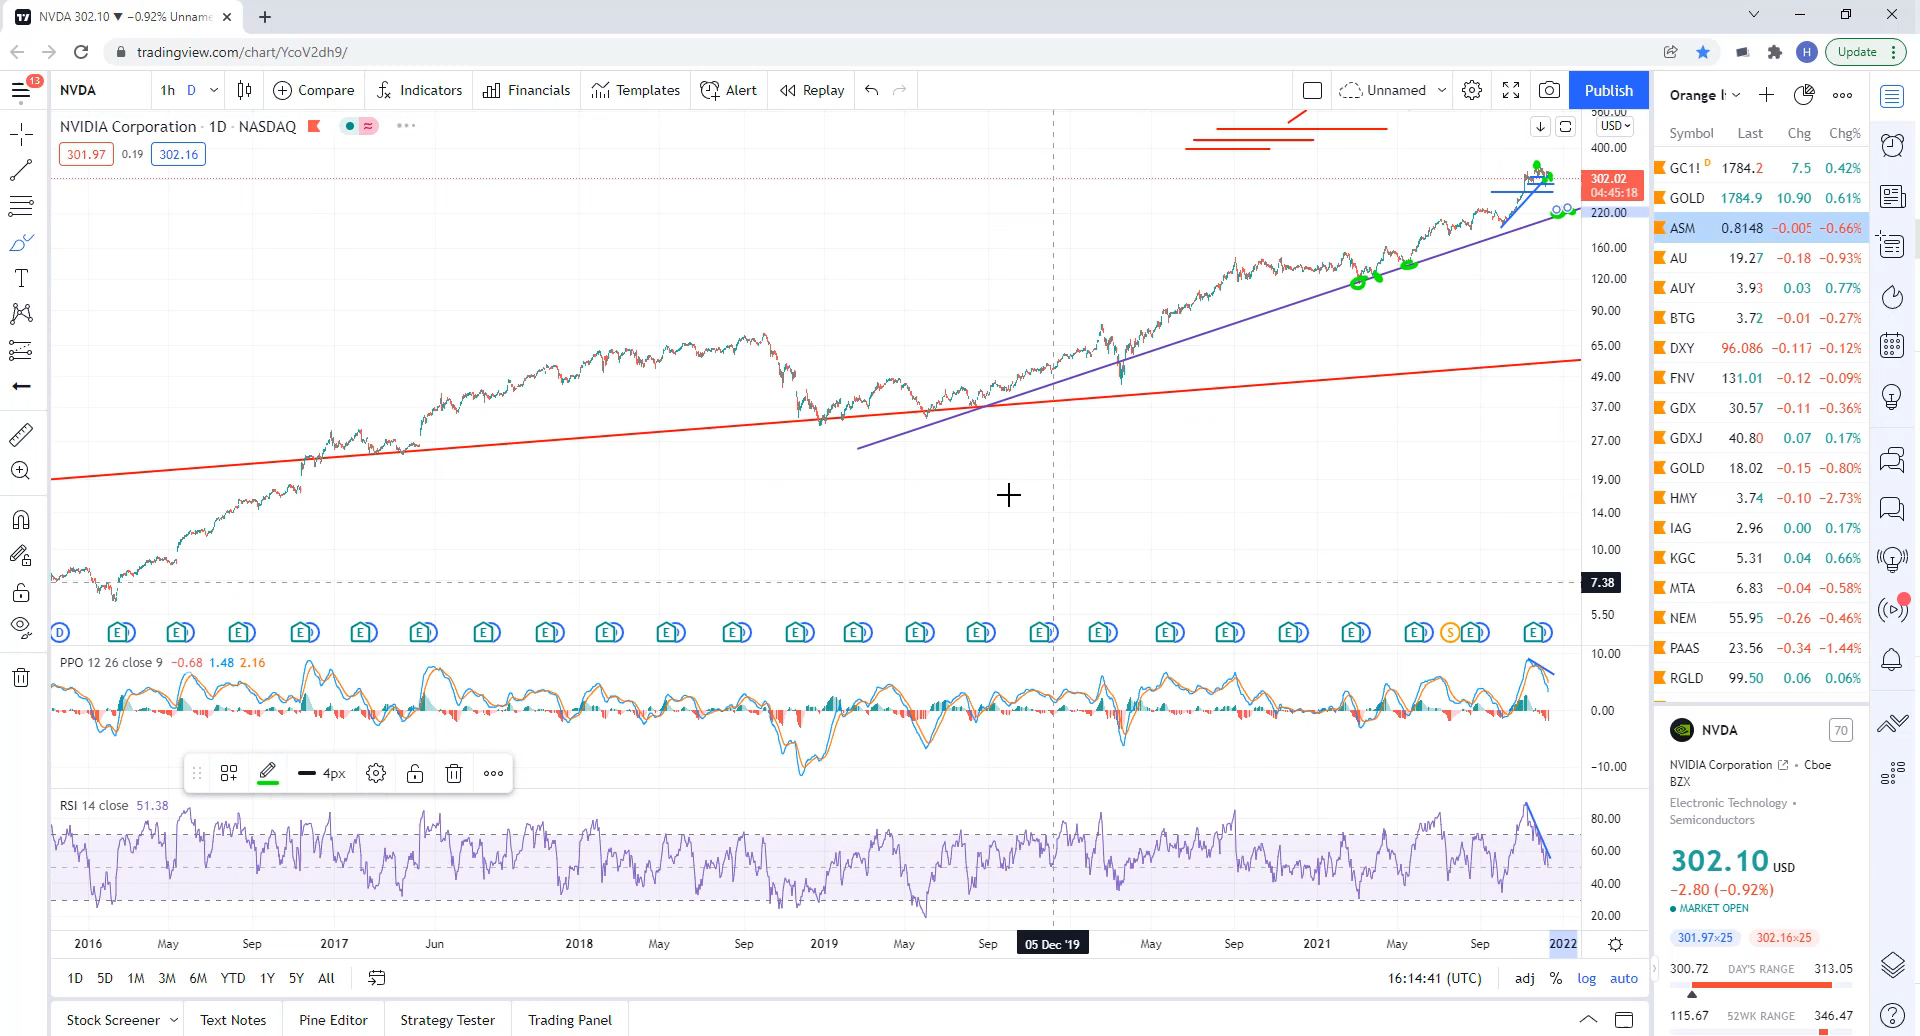 NVDA 302.10 ▼ −0.92% Unname
tradingview.com/chart/YcoV2dh9/
H
Update
13
NVDA
1h D
Compare
Indicators
Financials
Templates
Alert
Replay
Unnamed
Publish
NVIDIA Corporation · 1D · NASDAQ
301.97 0.19 302.16
USD
400.00
302.02
04:45:18
220.00
160.00
120.00
90.00
65.00
49.00
37.00
27.00
19.00
14.00
10.00
7.38
5.50
D E E E E E E E E E E E E E E E E E E E E E E S E E
PPO 12 26 close 9 −0.68 1.48 2.16
10.00
0.00
−10.00
4px
RSI 14 close 51.38
80.00
60.00
40.00
20.00
2016 May Sep 2017 Jun 2018 May Sep 2019 May Sep 05 Dec '19 May Sep 2021 May Sep 2022
1D 5D 1M 3M 6M YTD 1Y 5Y All
16:14:41 (UTC) adj % log auto
Stock Screener Text Notes Pine Editor Strategy Tester Trading Panel
Symbol Last Chg Chg%
GC1! D 1784.2 7.5 0.42%
GOLD 1784.9 10.90 0.61%
ASM 0.8148 −0.005 −0.66%
AU 19.27 −0.18 −0.93%
AUY 3.93 0.03 0.77%
BTG 3.72 −0.01 −0.27%
DXY 96.086 −0.117 −0.12%
FNV 131.01 −0.12 −0.09%
GDX 30.57 −0.11 −0.36%
GDXJ 40.80 0.07 0.17%
GOLD 18.02 −0.15 −0.80%
HMY 3.74 −0.10 −2.73%
IAG 2.96 0.00 0.17%
KGC 5.31 0.04 0.66%
MTA 6.83 −0.04 −0.58%
NEM 55.95 −0.26 −0.46%
PAAS 23.56 −0.34 −1.44%
RGLD 99.50 0.06 0.06%
NVDA 70
NVIDIA Corporation • Cboe
BZX
Electronic Technology •
Semiconductors
302.10 USD
−2.80 (−0.92%)
MARKET OPEN
301.97×25 302.16×25
300.72 DAY'S RANGE 313.05
115.67 52WK RANGE 346.47